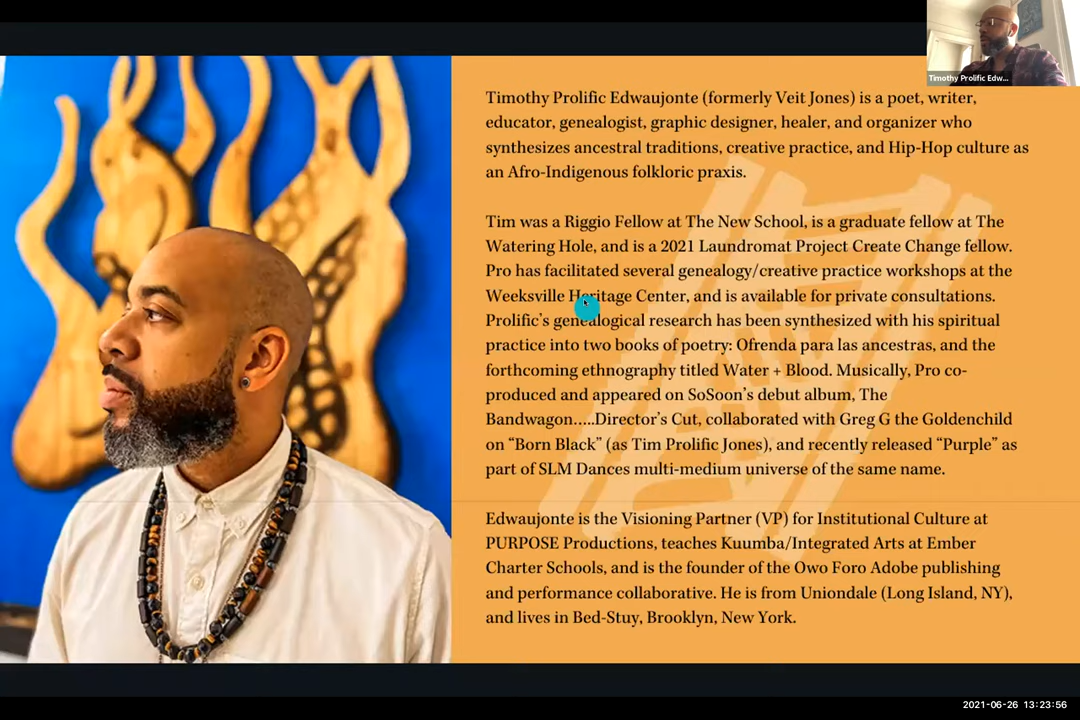 Timothy Prolific Edw...
Timothy Prolific Edwaujonte (formerly Veit Jones) is a poet, writer,
educator, genealogist, graphic designer, healer, and organizer who
synthesizes ancestral traditions, creative practice, and Hip-Hop culture as
an Afro-Indigenous folkloric praxis.
Tim was a Riggio Fellow at The New School, is a graduate fellow at The
Watering Hole, and is a 2021 Laundromat Project Create Change fellow.
Pro has facilitated several genealogy/creative practice workshops at the
Weeksville Heritage Center, and is available for private consultations.
Prolific's genealogical research has been synthesized with his spiritual
practice into two books of poetry: Ofrenda para las ancestras, and the
forthcoming ethnography titled Water + Blood. Musically, Pro co-
produced and appeared on SoSoon's debut album, The
Bandwagon.....Director's Cut, collaborated with Greg G the Goldenchild
on “Born Black” (as Tim Prolific Jones), and recently released “Purple” as
part of SLM Dances multi-medium universe of the same name.
Edwaujonte is the Visioning Partner (VP) for Institutional Culture at
PURPOSE Productions, teaches Kuumba/Integrated Arts at Ember
Charter Schools, and is the founder of the Owo Foro Adobe publishing
and performance collaborative. He is from Uniondale (Long Island, NY),
and lives in Bed-Stuy, Brooklyn, New York.
2021-06-26 13:23:56